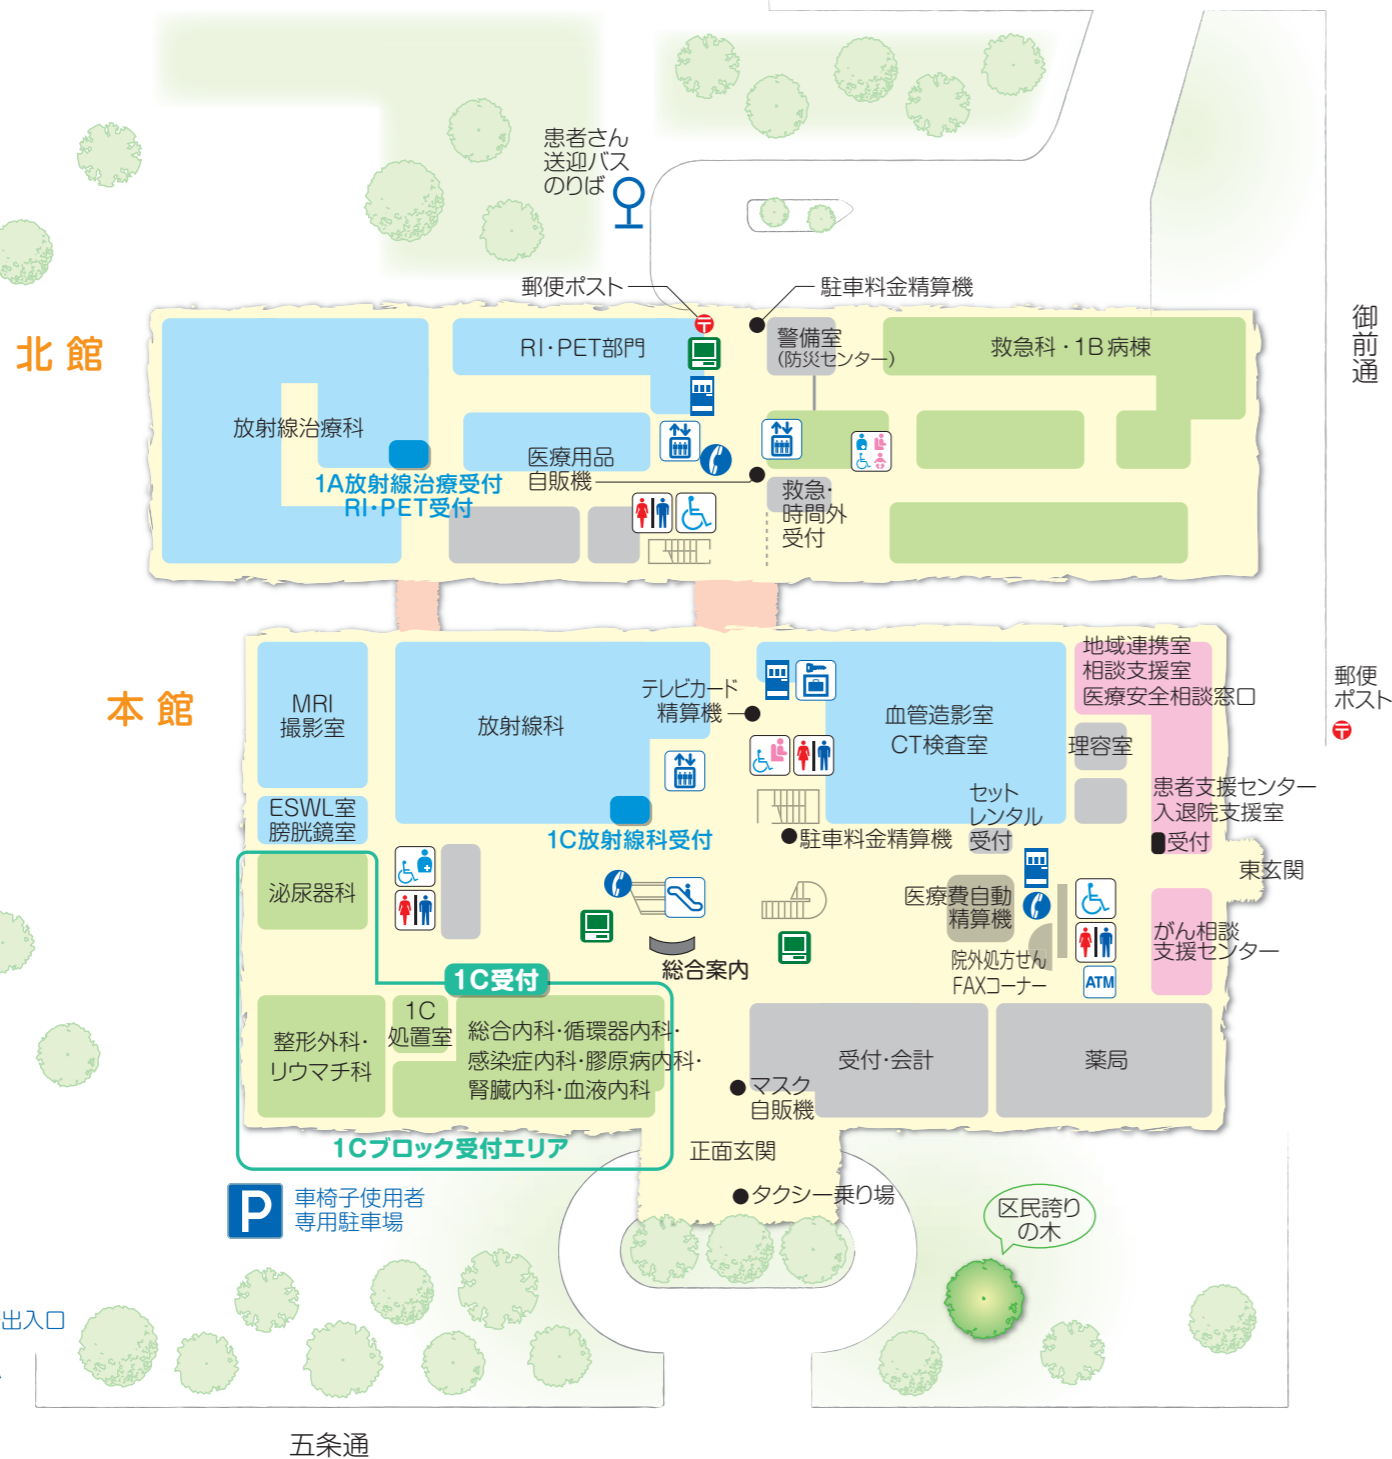 患者さん
送迎バス
のりば
郵便ポスト
駐車料金精算機
北館
RI・PET部門
警備室
(防災センター)
救急科・1B病棟
御前通
放射線治療科
医療用品
自販機
1A放射線治療受付
RI・PET受付
救急・
時間外
受付
本館
MRI
撮影室
放射線科
テレビカード
精算機
血管造影室
CT検査室
地域連携室
相談支援室
医療安全相談窓口
理容室
郵便
ポスト
ESWL室
膀胱鏡室
1C放射線科受付
駐車料金精算機
セット
レンタル
受付
患者支援センター
入退院支援室
受付
東玄関
泌尿器科
医療費自動
精算機
総合案内
院外処方せん
FAXコーナー
ATM
がん相談
支援センター
1C受付
整形外科・
リウマチ科
1C
処置室
総合内科・循環器内科・
感染症内科・膠原病内科・
腎臓内科・血液内科
受付・会計
薬局
マスク
自販機
1Cブロック受付エリア
正面玄関
タクシー乗り場
P
車椅子使用者
専用駐車場
区民誇り
の木
出入口
五条通